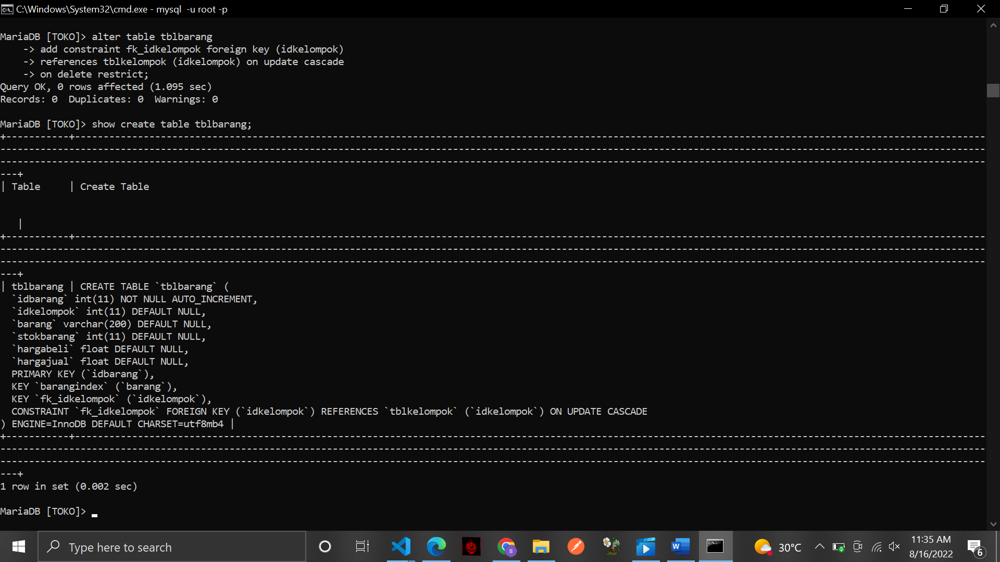 C:\Windows\System32\cmd.exe - mysql  -u root -p
MariaDB [TOKO]> alter table tblbarang
    -> add constraint fk_idkelompok foreign key (idkelompok)
    -> references tblkelompok (idkelompok) on update cascade
    -> on delete restrict;
Query OK, 0 rows affected (1.095 sec)
Records: 0  Duplicates: 0  Warnings: 0
MariaDB [TOKO]> show create table tblbarang;
| Table     | Create Table
|
| tblbarang | CREATE TABLE `tblbarang` (
  `idbarang` int(11) NOT NULL AUTO_INCREMENT,
  `idkelompok` int(11) DEFAULT NULL,
  `barang` varchar(200) DEFAULT NULL,
  `stokbarang` int(11) DEFAULT NULL,
  `hargabeli` float DEFAULT NULL,
  `hargajual` float DEFAULT NULL,
  PRIMARY KEY (`idbarang`),
  KEY `barangindex` (`barang`),
  KEY `fk_idkelompok` (`idkelompok`),
  CONSTRAINT `fk_idkelompok` FOREIGN KEY (`idkelompok`) REFERENCES `tblkelompok` (`idkelompok`) ON UPDATE CASCADE
) ENGINE=InnoDB DEFAULT CHARSET=utf8mb4 |
1 row in set (0.002 sec)
MariaDB [TOKO]>
Type here to search
30°C
11:35 AM
8/16/2022
6